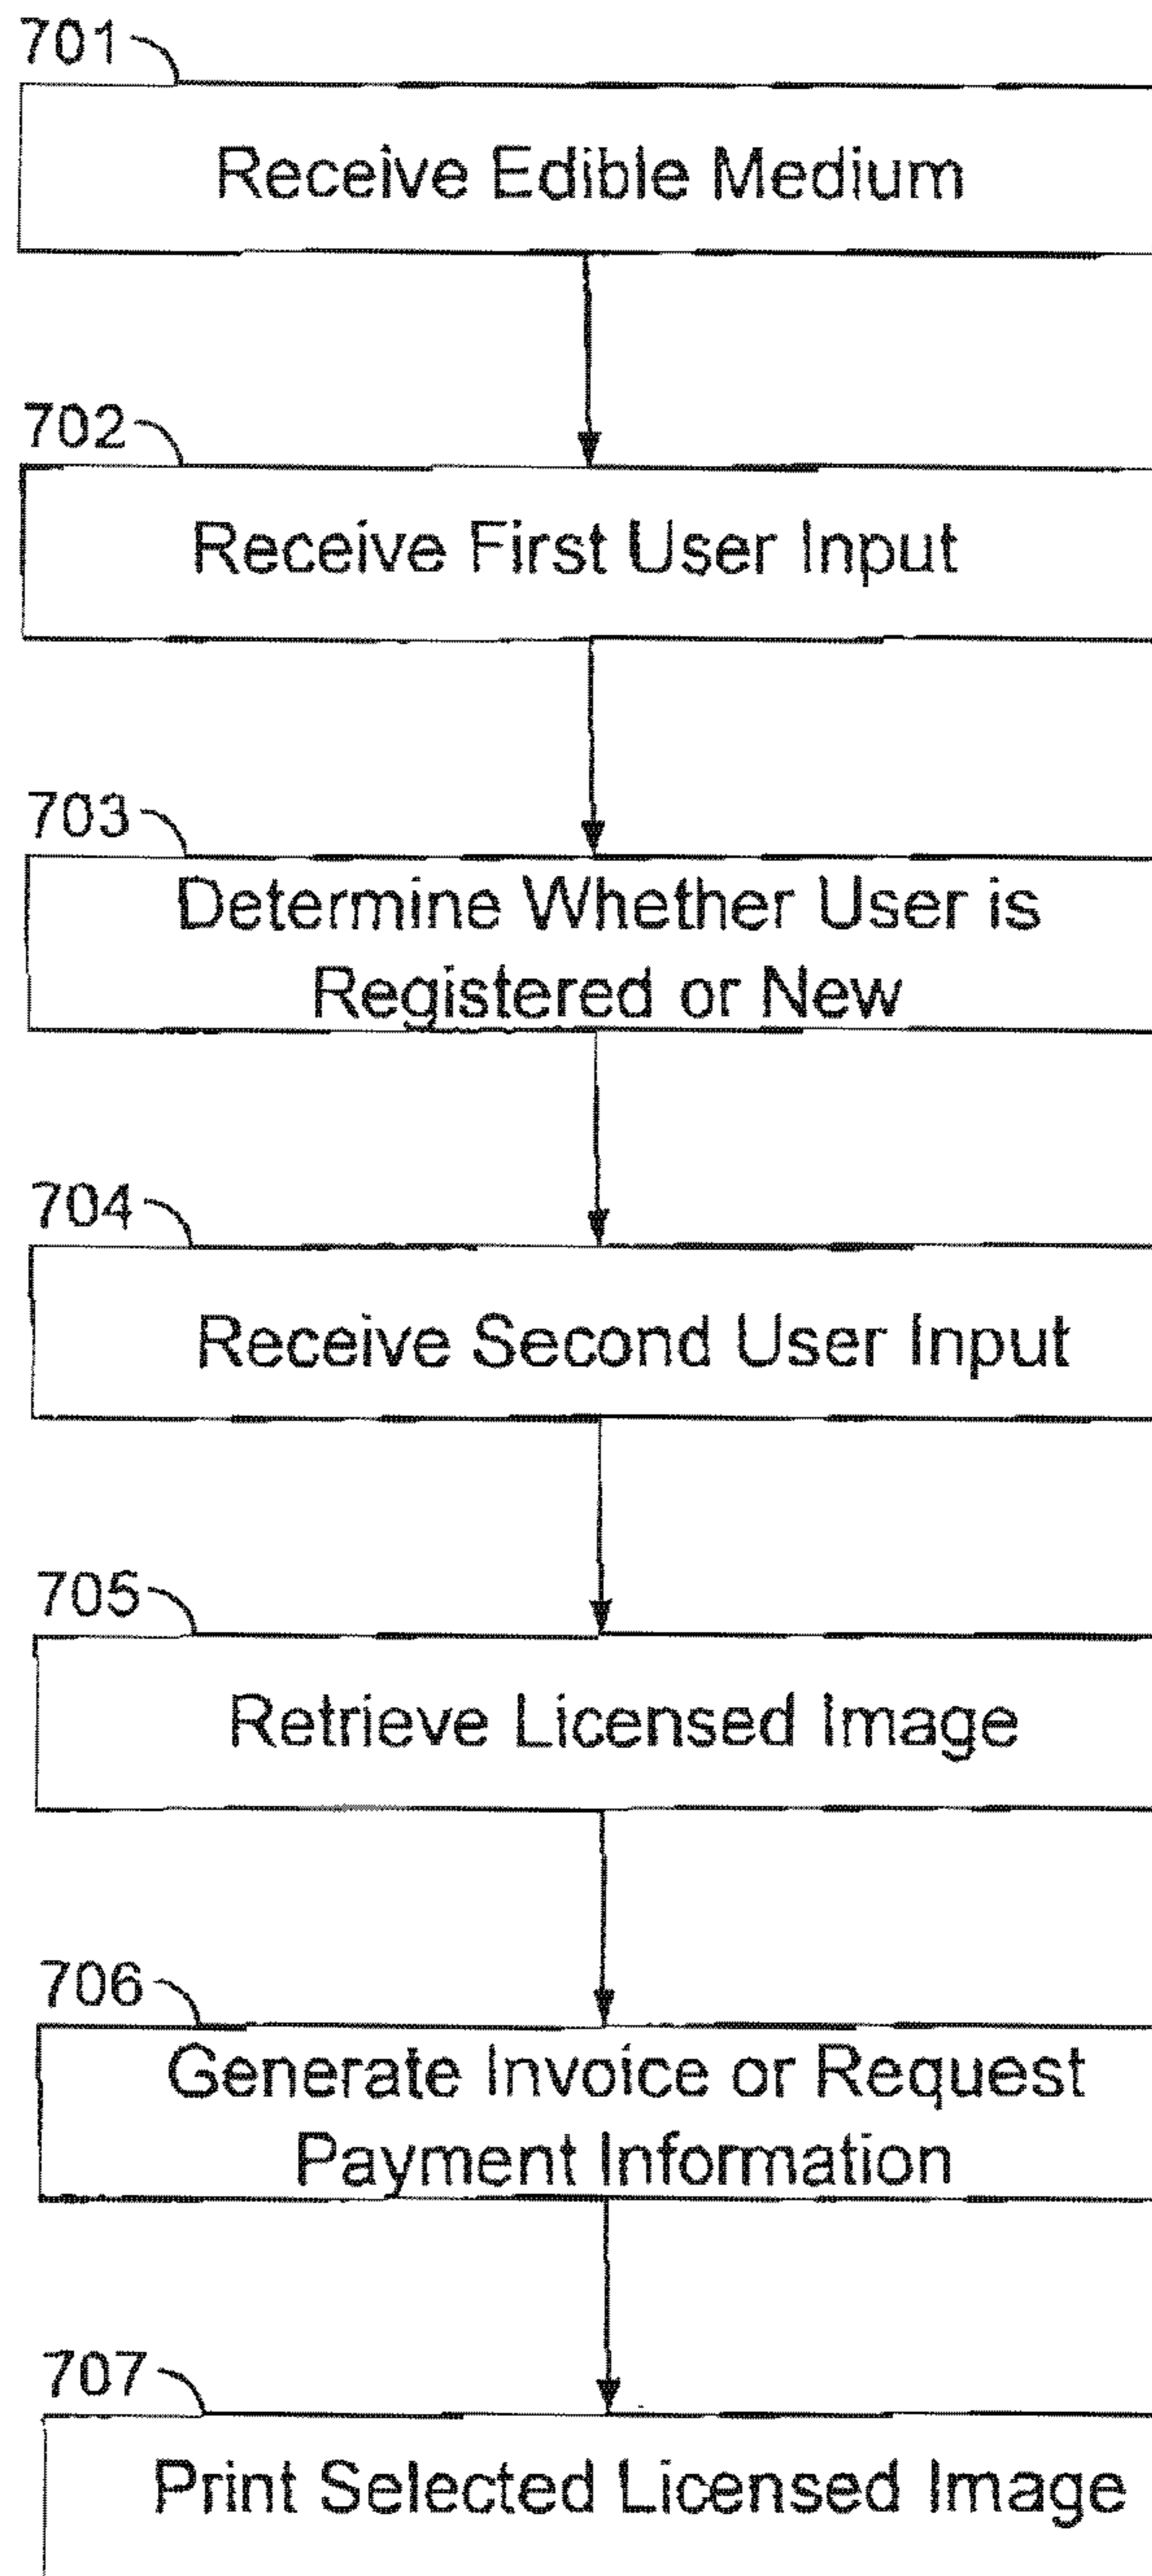 701
Receive Edible Medium
702
Receive First User Input
703
Determine Whether User is
Registered or New
704
Receive Second User Input
705
Retrieve Licensed Image
706
Generate Invoice or Request
Payment Information
707
Print Selected Licensed Image